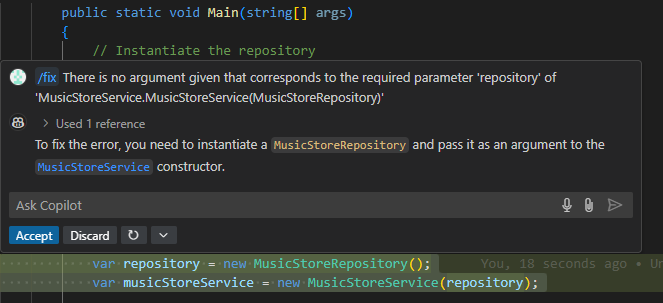 public static void Main(string[] args)
{
// Instantiate the repository
/fix There is no argument given that corresponds to the required parameter 'repository' of
'MusicStoreService.MusicStoreService(MusicStoreRepository)'
> Used 1 reference
To fix the error, you need to instantiate a MusicStoreRepository and pass it as an argument to the
MusicStoreService constructor.
Ask Copilot
Accept Discard
var repository = new MusicStoreRepository(); You, 18 seconds ago • Un
var musicStoreService = new MusicStoreService(repository);